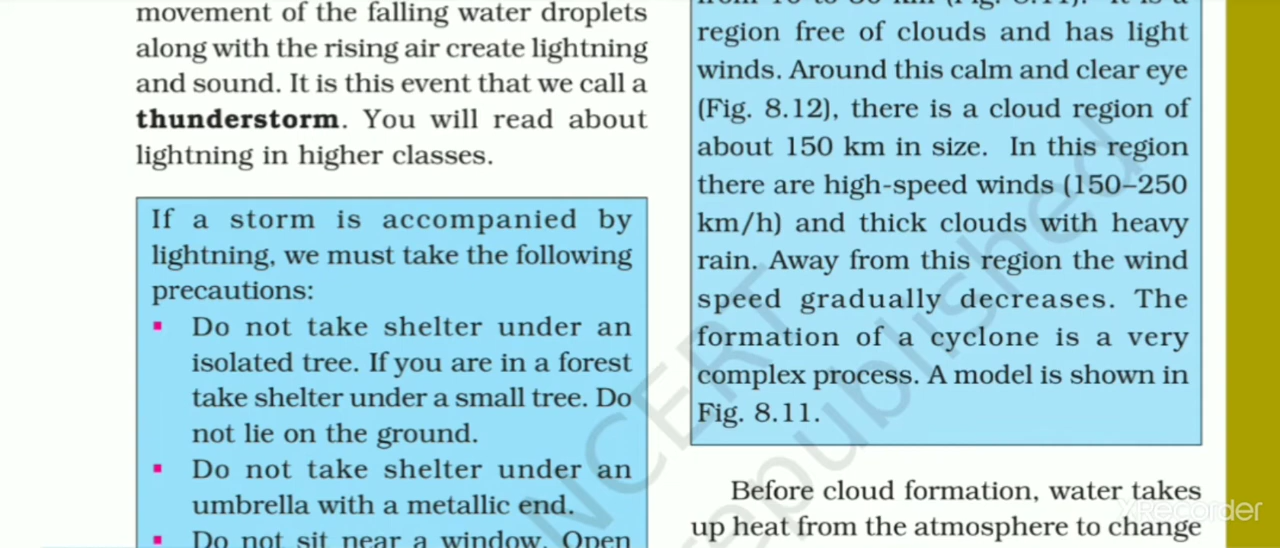 movement of the falling water droplets
along with the rising air create lightning
and sound. It is this event that we call a
thunderstorm. You will read about
lightning in higher classes.
If a storm is accompanied by
lightning, we must take the following
precautions:
▪ Do not take shelter under an
isolated tree. If you are in a forest
take shelter under a small tree. Do
not lie on the ground.
▪ Do not take shelter under an
umbrella with a metallic end.
▪ Do not sit near a window. Open
region free of clouds and has light
winds. Around this calm and clear eye
(Fig. 8.12), there is a cloud region of
about 150 km in size. In this region
there are high-speed winds (150–250
km/h) and thick clouds with heavy
rain. Away from this region the wind
speed gradually decreases. The
formation of a cyclone is a very
complex process. A model is shown in
Fig. 8.11.
Before cloud formation, water takes
up heat from the atmosphere to change
NCERT
republished
XRecorder